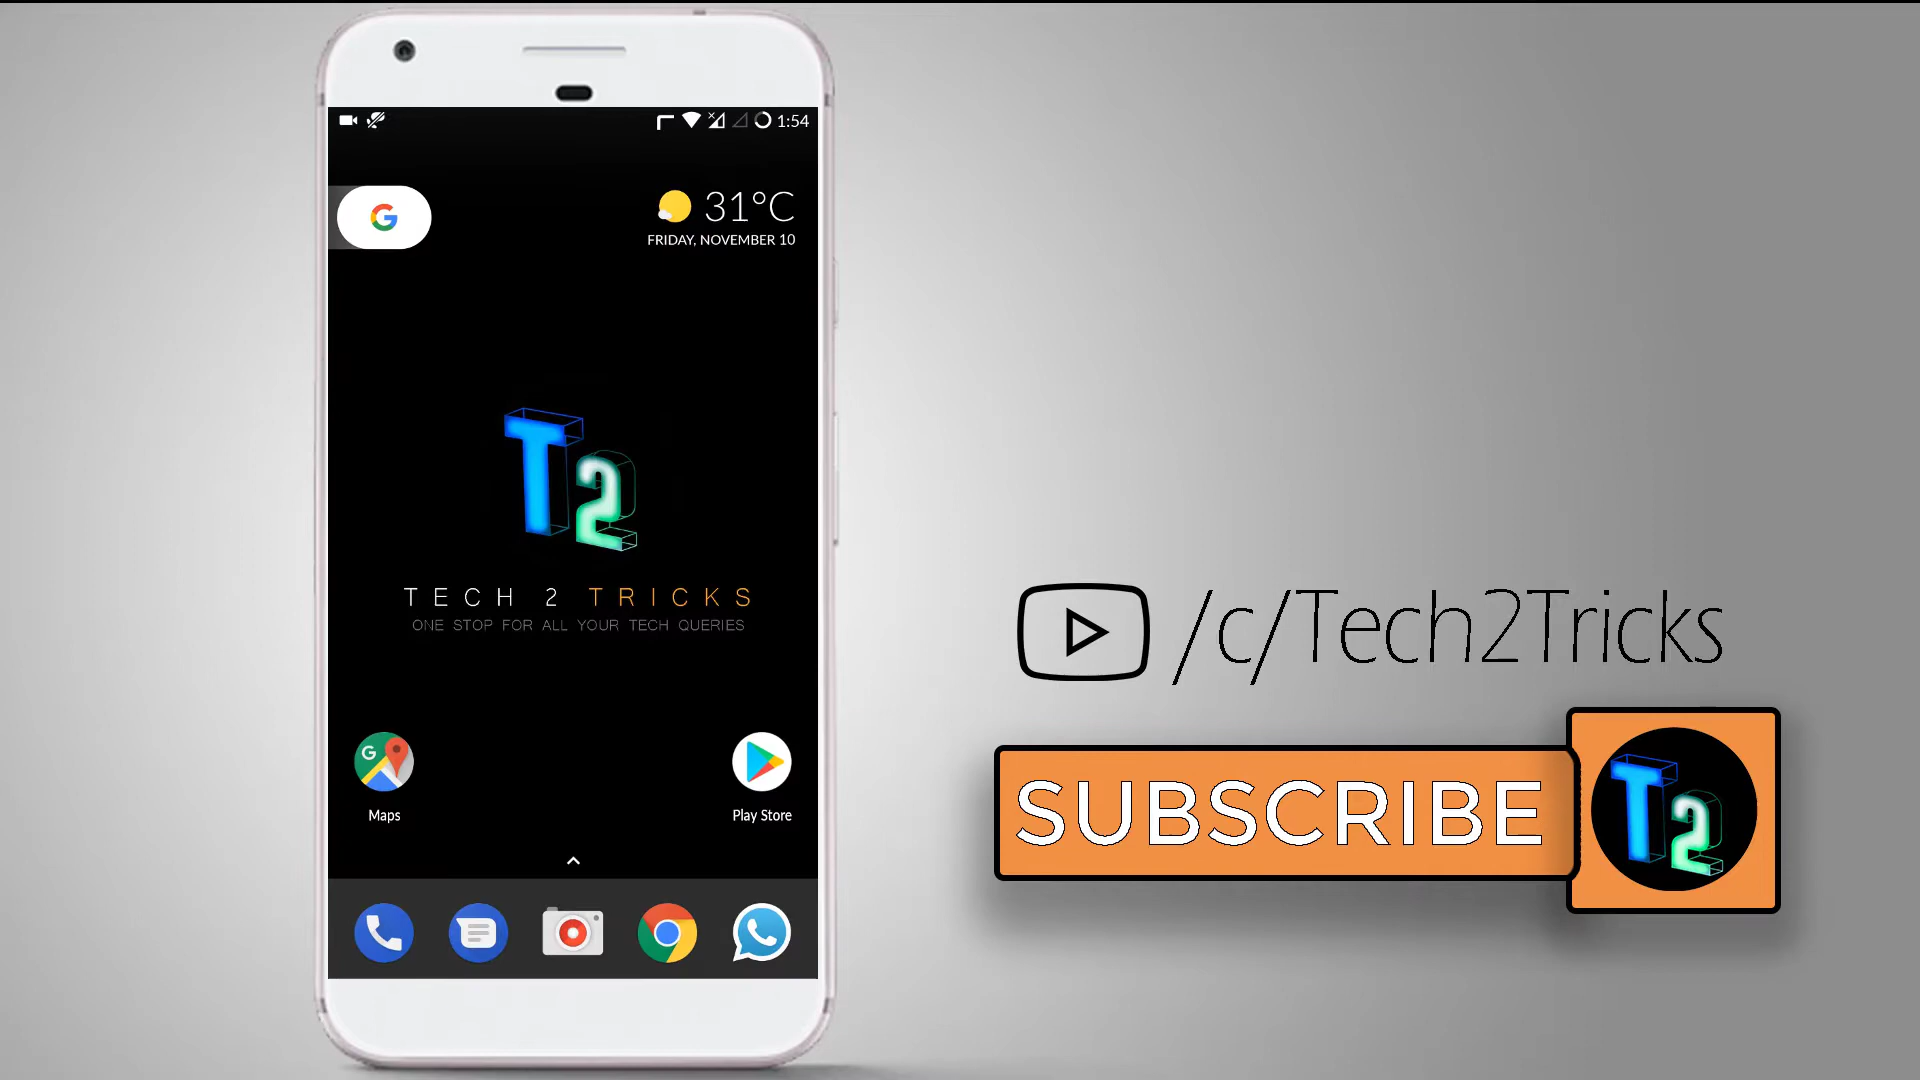 1:54
G
31°C
FRIDAY, NOVEMBER 10
T2
TECH 2 TRICKS
ONE STOP FOR ALL YOUR TECH QUERIES
G
Maps
Play Store
/c/Tech2Tricks
SUBSCRIBE
T2